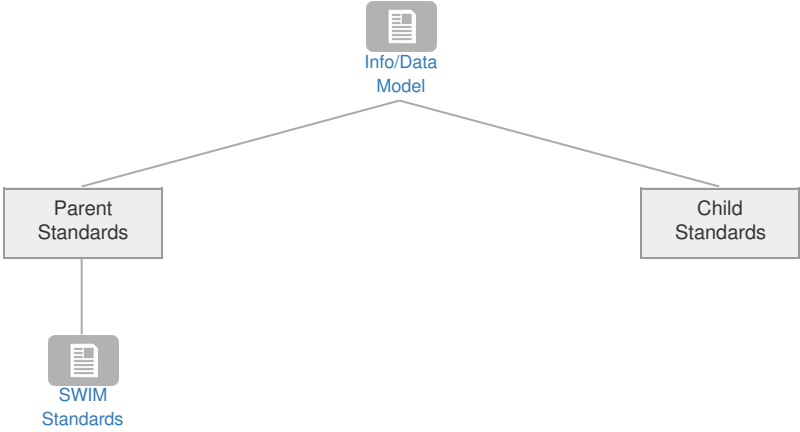 Info/Data
Model
Parent
Standards
Child
Standards
SWIM
Standards